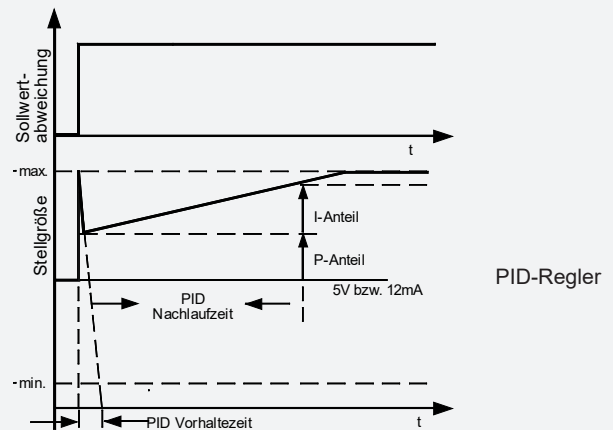 Sollwert-
abweichung
t
-max.
Stellgröße
I-Anteil
P-Anteil
5V bzw. 12mA
PID
Nachlaufzeit
PID-Regler
-min.
PID Vorhaltezeit
t